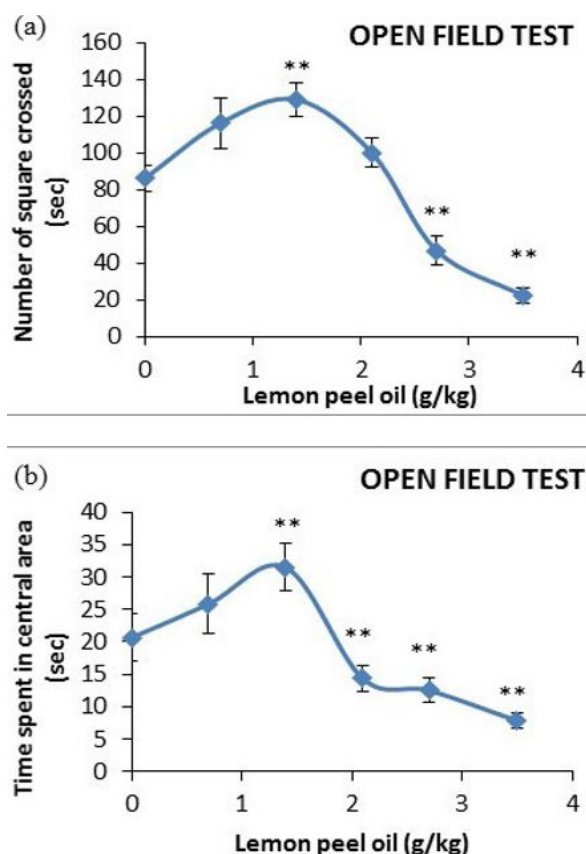 (a)
OPEN FIELD TEST
Number of square crossed
(sec)
160
140
120
100
80
60
40
20
0
**
**
**
0 1 2 3 4
Lemon peel oil (g/kg)
(b)
OPEN FIELD TEST
Time spent in central area
(sec)
40
35
30
25
20
15
10
5
0
**
**
**
**
0 1 2 3 4
Lemon peel oil (g/kg)